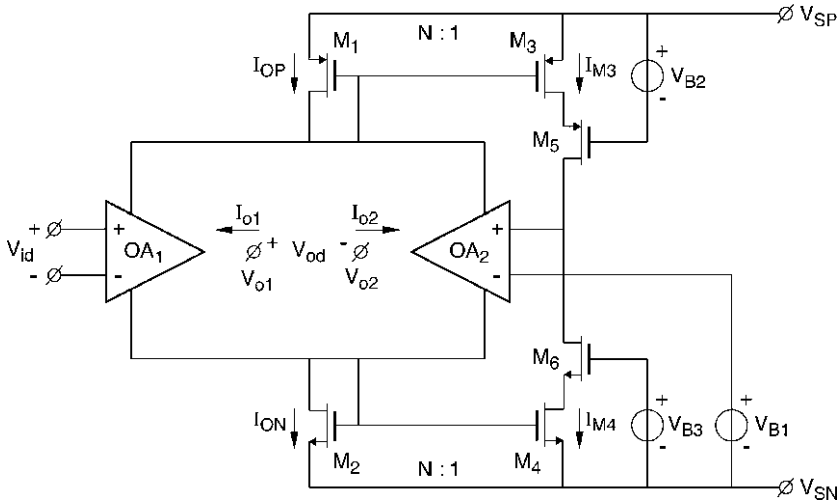 V_SP
M_1
N : 1
M_3
I_OP
I_M3
+
V_B2
-
M_5
+
V_id
-
+
-
OA_1
I_o1
+
V_o1
V_od
I_o2
-
V_o2
OA_2
+
-
M_6
I_ON
I_M4
+
V_B3
-
+
V_B1
-
M_2
N : 1
M_4
V_SN